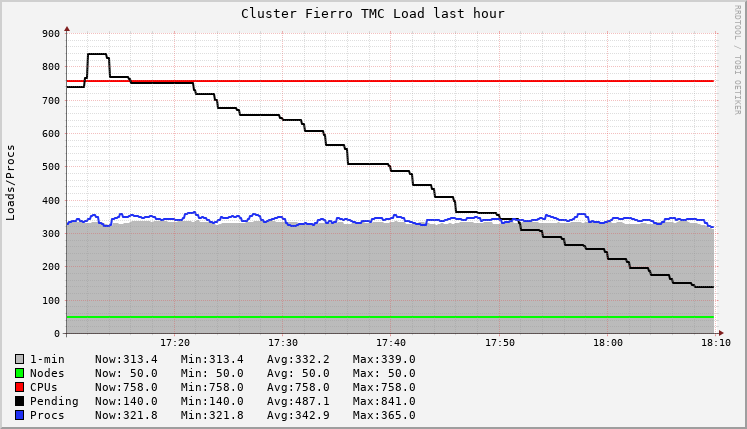 Cluster Fierro TMC Load last hour
RRDTOOL / TOBI OETIKER
Loads/Procs
900
800
700
600
500
400
300
200
100
0
17:20 17:30 17:40 17:50 18:00 18:10
1-min Now:313.4 Min:313.4 Avg:332.2 Max:339.0
Nodes Now: 50.0 Min: 50.0 Avg: 50.0 Max: 50.0
CPUs Now:758.0 Min:758.0 Avg:758.0 Max:758.0
Pending Now:140.0 Min:140.0 Avg:487.1 Max:841.0
Procs Now:321.8 Min:321.8 Avg:342.9 Max:365.0